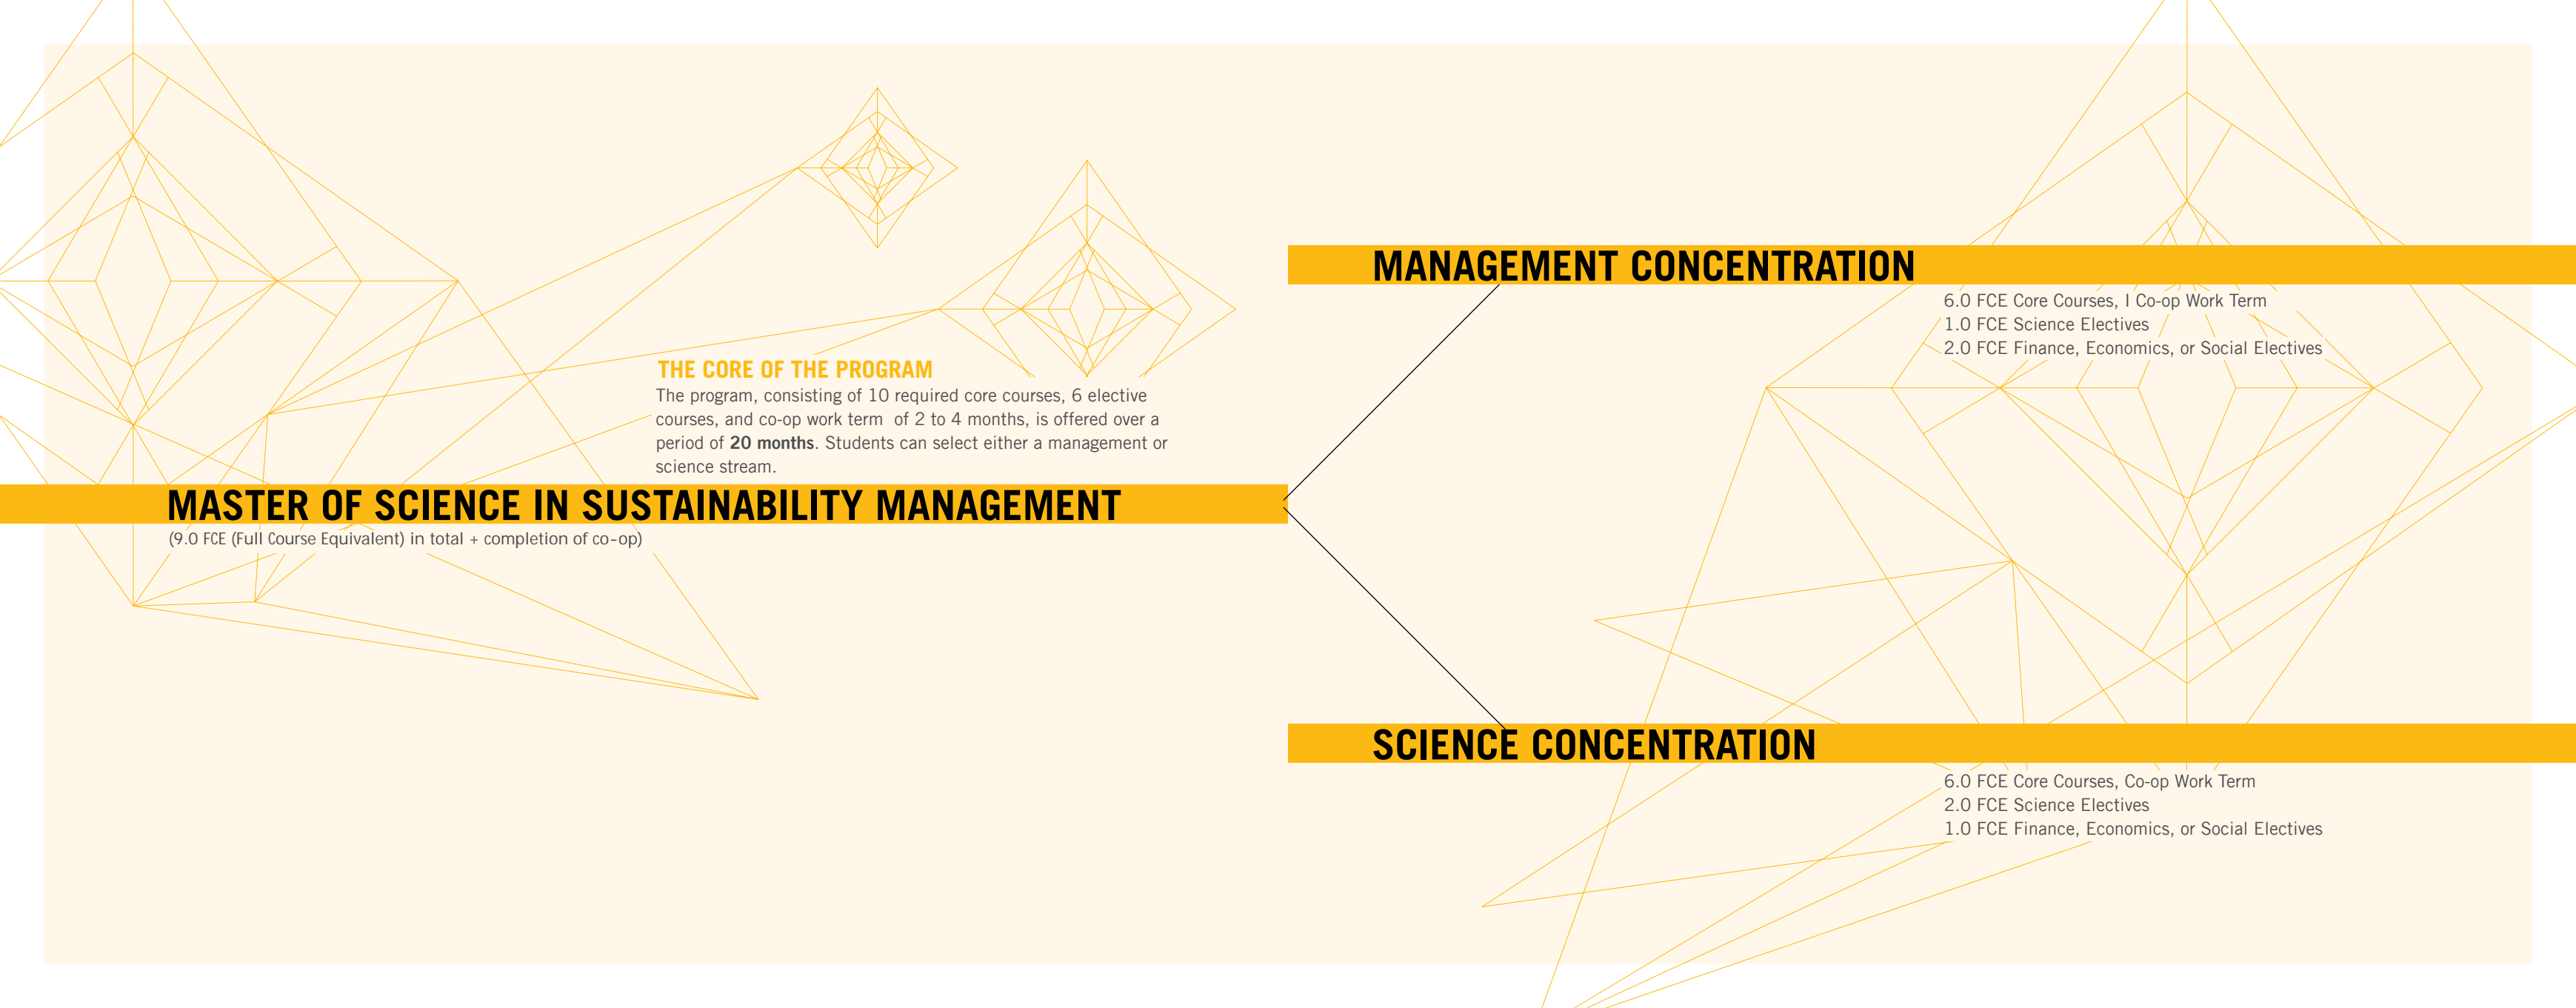 THE CORE OF THE PROGRAM
The program, consisting of 10 required core courses, 6 elective
courses, and co-op work term  of 2 to 4 months, is offered over a
period of 20 months. Students can select either a management or
science stream.
MASTER OF SCIENCE IN SUSTAINABILITY MANAGEMENT
(9.0 FCE (Full Course Equivalent) in total + completion of co-op)
MANAGEMENT CONCENTRATION
6.0 FCE Core Courses, I Co-op Work Term
1.0 FCE Science Electives
2.0 FCE Finance, Economics, or Social Electives
SCIENCE CONCENTRATION
6.0 FCE Core Courses, Co-op Work Term
2.0 FCE Science Electives
1.0 FCE Finance, Economics, or Social Electives